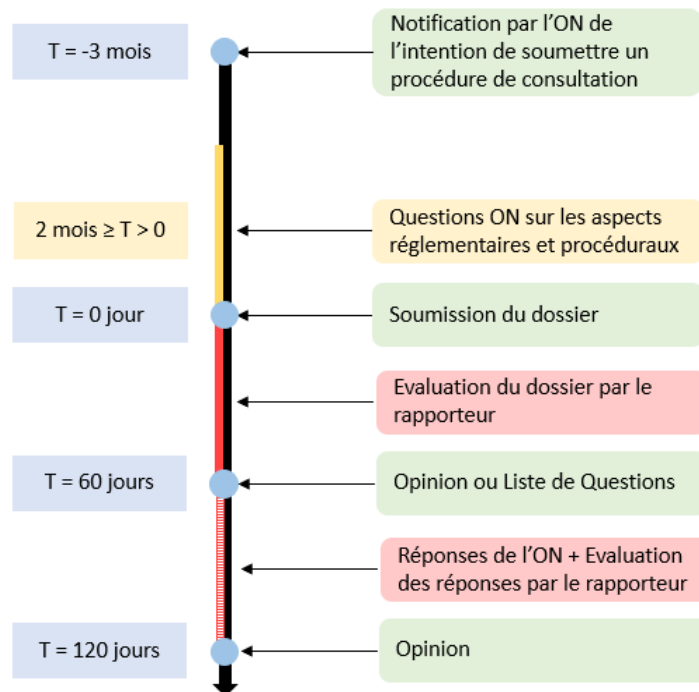 T = -3 mois
Notification par l’ON de
l’intention de soumettre un
procédure de consultation
2 mois ≥ T > 0
Questions ON sur les aspects
réglementaires et procéduraux
T = 0 jour
Soumission du dossier
Evaluation du dossier par le
rapporteur
T = 60 jours
Opinion ou Liste de Questions
Réponses de l’ON + Evaluation
des réponses par le rapporteur
T = 120 jours
Opinion